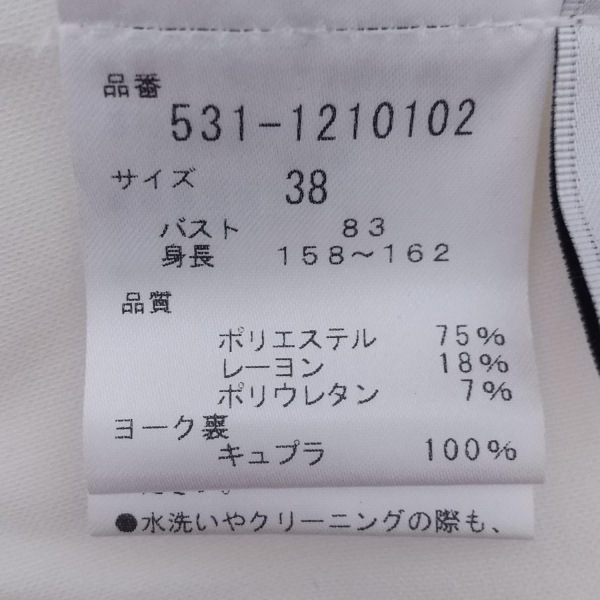 品番
531-1210102
サイズ 38
バスト 83
身長 158～162
品質
ポリエステル 75%
レーヨン 18%
ポリウレタン 7%
ヨーク裏
キュプラ 100%
●水洗いやクリーニングの際も、